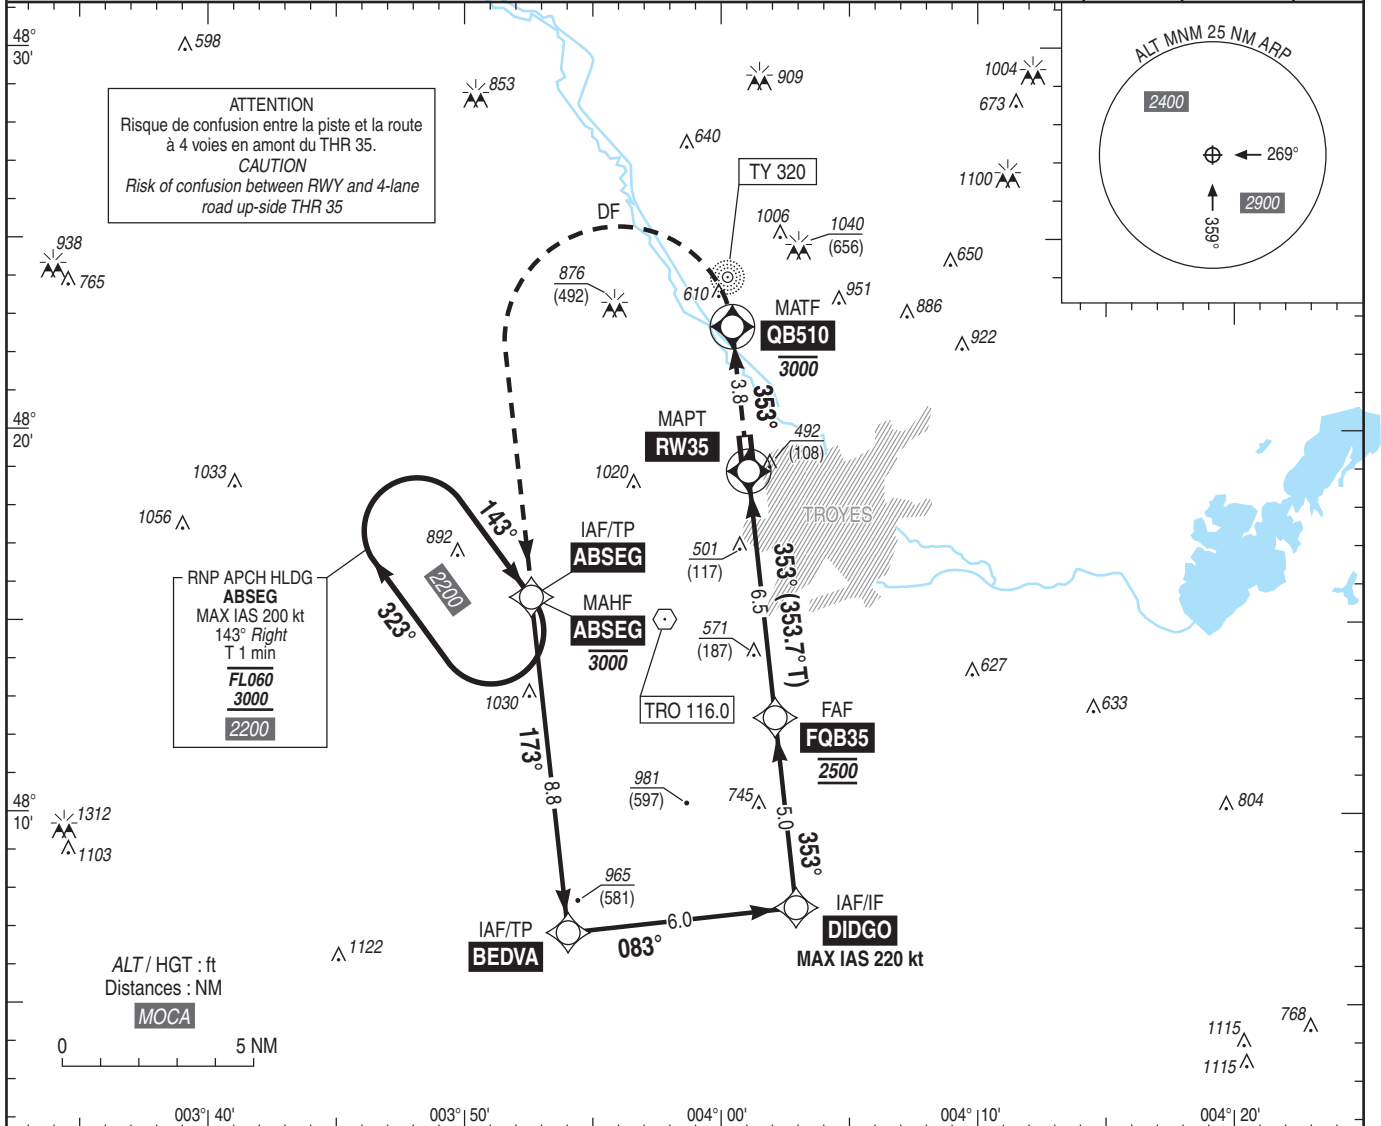 48°
30'
598
853
909
1004
673
ALT MNM 25 NM ARP
2400
269°
2900
359°
ATTENTION
Risque de confusion entre la piste et la route
à 4 voies en amont du THR 35.
CAUTION
Risk of confusion between RWY and 4-lane
road up-side THR 35
640
TY 320
1100
DF
1006
1040
(656)
938
765
876
(492)
610
650
951
886
922
MATF
QB510
3000
3.8
353°
48°
20'
MAPT
RW35
492
(108)
1033
1020
1056
TROYES
143°
892
2200
323°
IAF/TP
ABSEG
MAHF
ABSEG
3000
501
(117)
353° (353.7° T)
6.5
RNP APCH HLDG
ABSEG
MAX IAS 200 kt
143° Right
T 1 min
FL060
3000
2200
571
(187)
627
633
1030
TRO 116.0
FAF
FQB35
2500
173°
8.8
981
(597)
745
5.0
353°
804
48°
10'
1312
1103
965
(581)
IAF/TP
BEDVA
6.0
083°
IAF/IF
DIDGO
MAX IAS 220 kt
1122
ALT / HGT : ft
Distances : NM
MOCA
0 5 NM
768
1115
1115
003° 40'
003° 50'
004° 00'
004° 10'
004° 20'